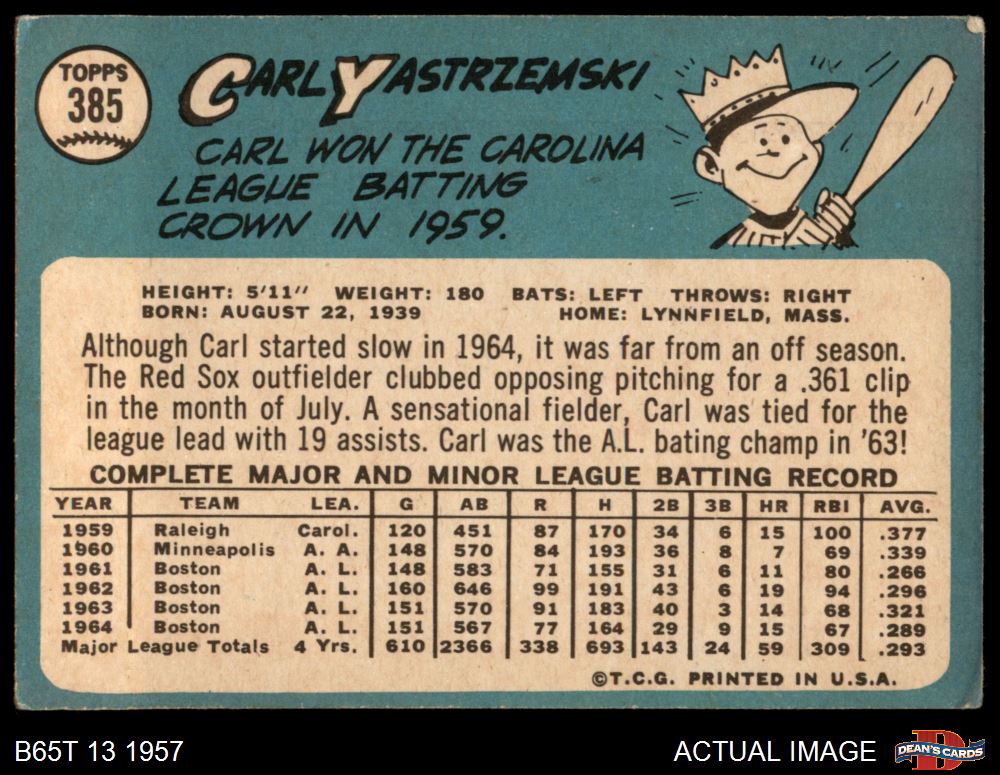 TOPPS
385
CARL YASTRZEMSKI
CARL WON THE CAROLINA
LEAGUE BATTING
CROWN IN 1959.
HEIGHT: 5'11" WEIGHT: 180 BATS: LEFT THROWS: RIGHT
BORN: AUGUST 22, 1939 HOME: LYNNFIELD, MASS.
Although Carl started slow in 1964, it was far from an off season.
The Red Sox outfielder clubbed opposing pitching for a .361 clip
in the month of July. A sensational fielder, Carl was tied for the
league lead with 19 assists. Carl was the A.L. bating champ in '63!
COMPLETE MAJOR AND MINOR LEAGUE BATTING RECORD
YEAR TEAM LEA. G AB R H 2B 3B HR RBI AVG.
1959 Raleigh Carol. 120 451 87 170 34 6 15 100 .377
1960 Minneapolis A. A. 148 570 84 193 36 8 7 69 .339
1961 Boston A. L. 148 583 71 155 31 6 11 80 .266
1962 Boston A. L. 160 646 99 191 43 6 19 94 .296
1963 Boston A. L. 151 570 91 183 40 3 14 68 .321
1964 Boston A. L. 151 567 77 164 29 9 15 67 .289
Major League Totals 4 Yrs. 610 2366 338 693 143 24 59 309 .293
©T.C.G. PRINTED IN U.S.A.
B65T 13 1957
ACTUAL IMAGE
D
DEAN'S CARDS